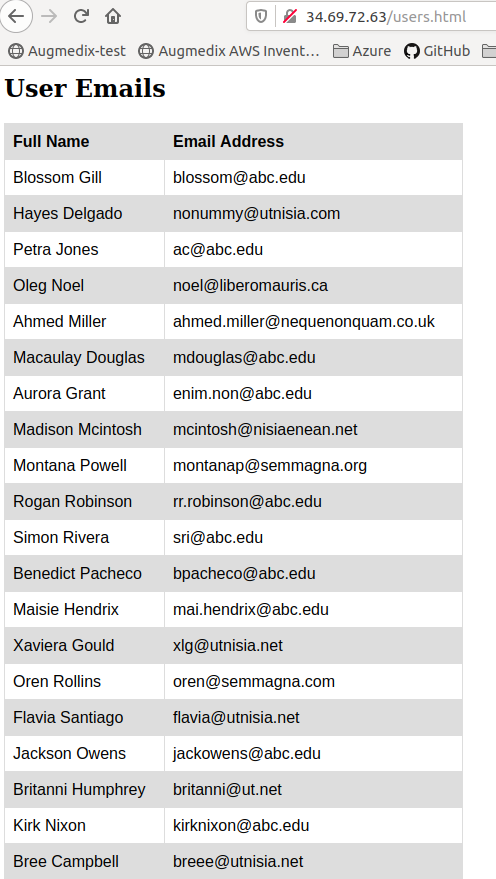 34.69.72.63/users.html
Augmedix-test Augmedix AWS Invent… Azure GitHub
User Emails
Full Name Email Address
Blossom Gill blossom@abc.edu
Hayes Delgado nonummy@utnisia.com
Petra Jones ac@abc.edu
Oleg Noel noel@liberomauris.ca
Ahmed Miller ahmed.miller@nequenonquam.co.uk
Macaulay Douglas mdouglas@abc.edu
Aurora Grant enim.non@abc.edu
Madison Mcintosh mcintosh@nisiaenean.net
Montana Powell montanap@semmagna.org
Rogan Robinson rr.robinson@abc.edu
Simon Rivera sri@abc.edu
Benedict Pacheco bpacheco@abc.edu
Maisie Hendrix mai.hendrix@abc.edu
Xaviera Gould xlg@utnisia.net
Oren Rollins oren@semmagna.com
Flavia Santiago flavia@utnisia.net
Jackson Owens jackowens@abc.edu
Britanni Humphrey britanni@ut.net
Kirk Nixon kirknixon@abc.edu
Bree Campbell breee@utnisia.net